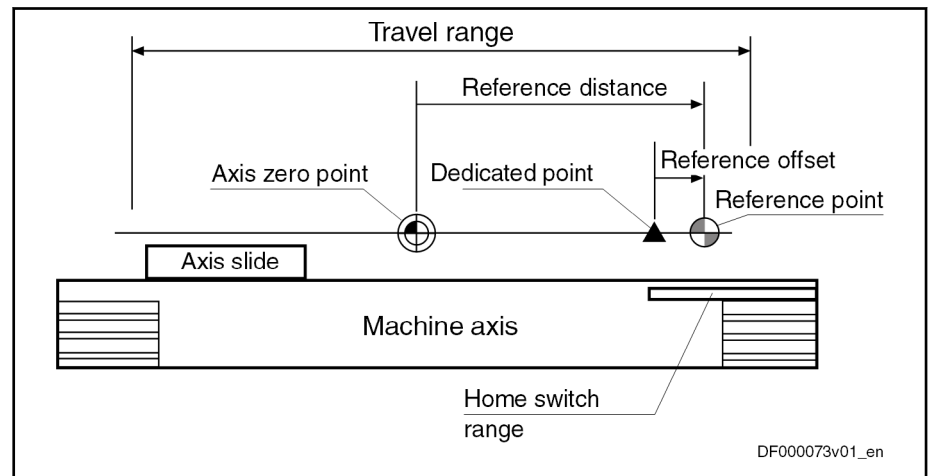 Travel range
Reference distance
Reference offset
Axis zero point
Dedicated point
Reference point
Axis slide
Machine axis
Home switch
range
DF000073v01_en